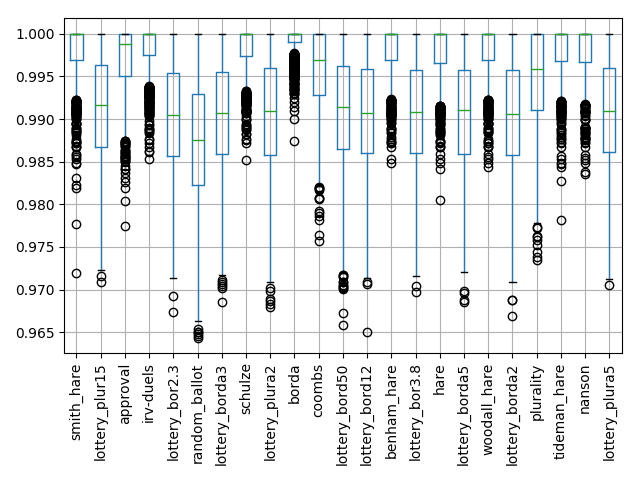 1.000
0.995
0.990
0.985
0.980
0.975
0.970
0.965
smith_hare
lottery_plur15
approval
irv-duels
lottery_bor2.3
random_ballot
lottery_borda3
schulze
lottery_plura2
borda
coombs
lottery_bord50
lottery_bord12
benham_hare
lottery_bor3.8
hare
lottery_borda5
woodall_hare
lottery_borda2
plurality
tideman_hare
nanson
lottery_plura5